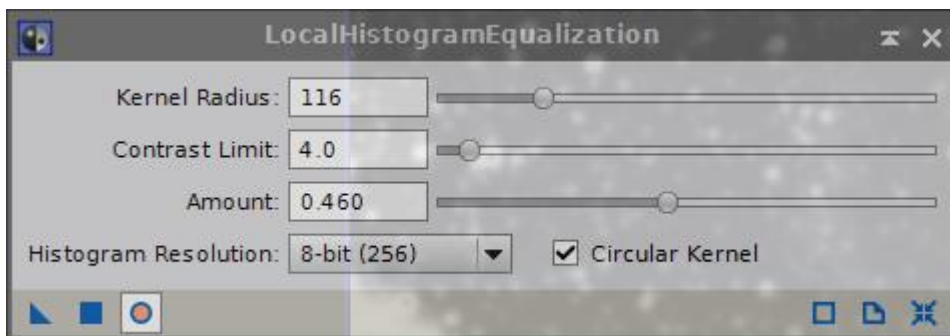 LocalHistogramEqualization
Kernel Radius: 116
Contrast Limit: 4.0
Amount: 0.460
Histogram Resolution: 8-bit (256) Circular Kernel